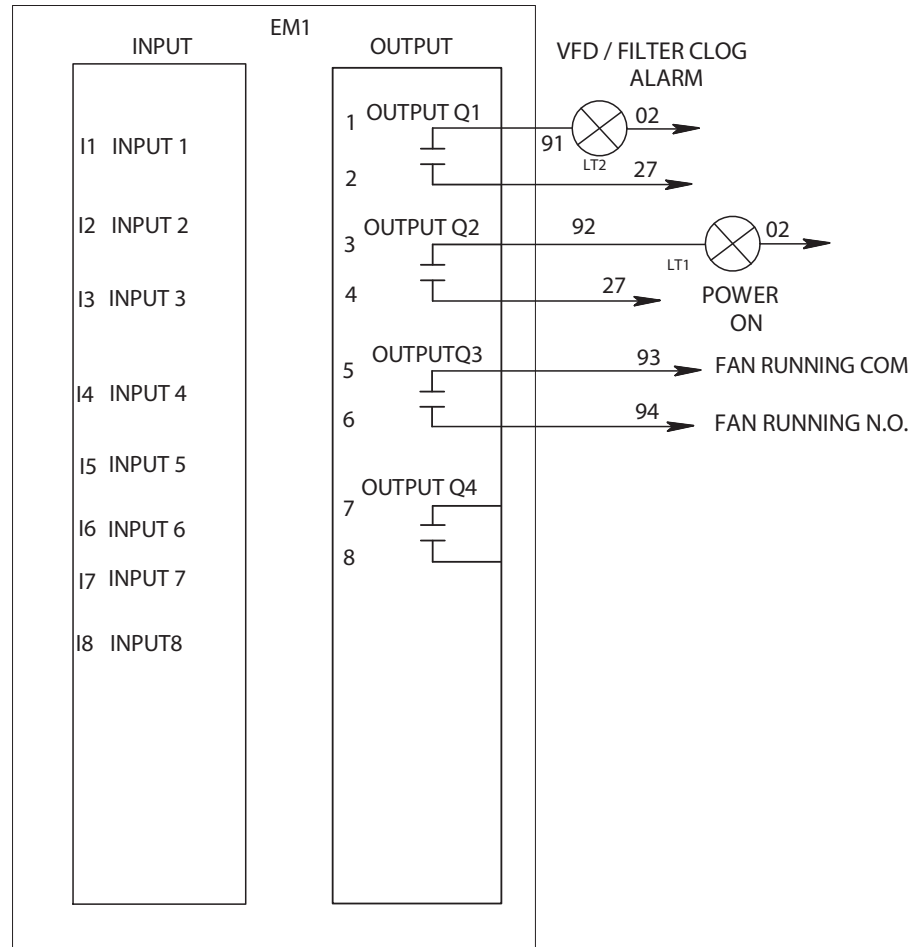 EM1
INPUT
OUTPUT
VFD / FILTER CLOG
ALARM
I1 INPUT 1
I2 INPUT 2
I3 INPUT 3
I4 INPUT 4
I5 INPUT 5
I6 INPUT 6
I7 INPUT 7
I8 INPUT8
1 OUTPUT Q1
91
LT2
02
2
27
3 OUTPUT Q2
92
LT1
02
4
27
POWER
ON
5 OUTPUTQ3
93
FAN RUNNING COM
6
94
FAN RUNNING N.O.
7 OUTPUT Q4
8